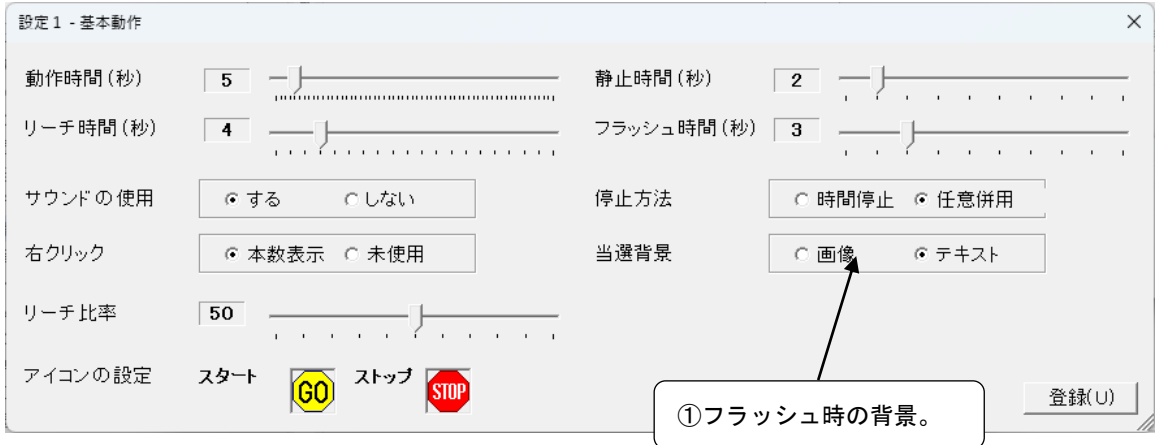 設定１ - 基本動作
動作時間(秒) 5 静止時間(秒) 2
リーチ時間(秒) 4 フラッシュ時間(秒) 3
サウンドの使用 する しない 停止方法 時間停止 任意併用
右クリック 本数表示 未使用 当選背景 画像 テキスト
リーチ比率 50
アイコンの設定 スタート GO ストップ STOP
①フラッシュ時の背景。
登録(U)